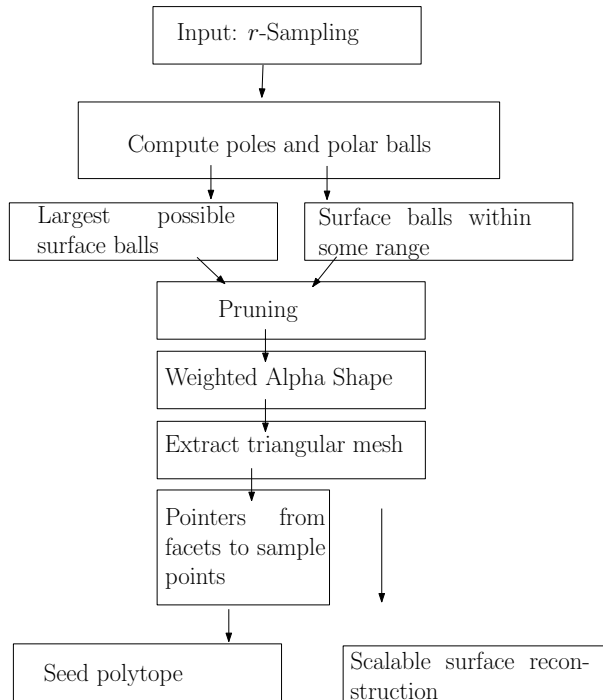 Input: r-Sampling
Compute poles and polar balls
Largest possible
surface balls
Surface balls within
some range
Pruning
Weighted Alpha Shape
Extract triangular mesh
Pointers from
facets to sample
points
Seed polytope
Scalable surface recon-
struction